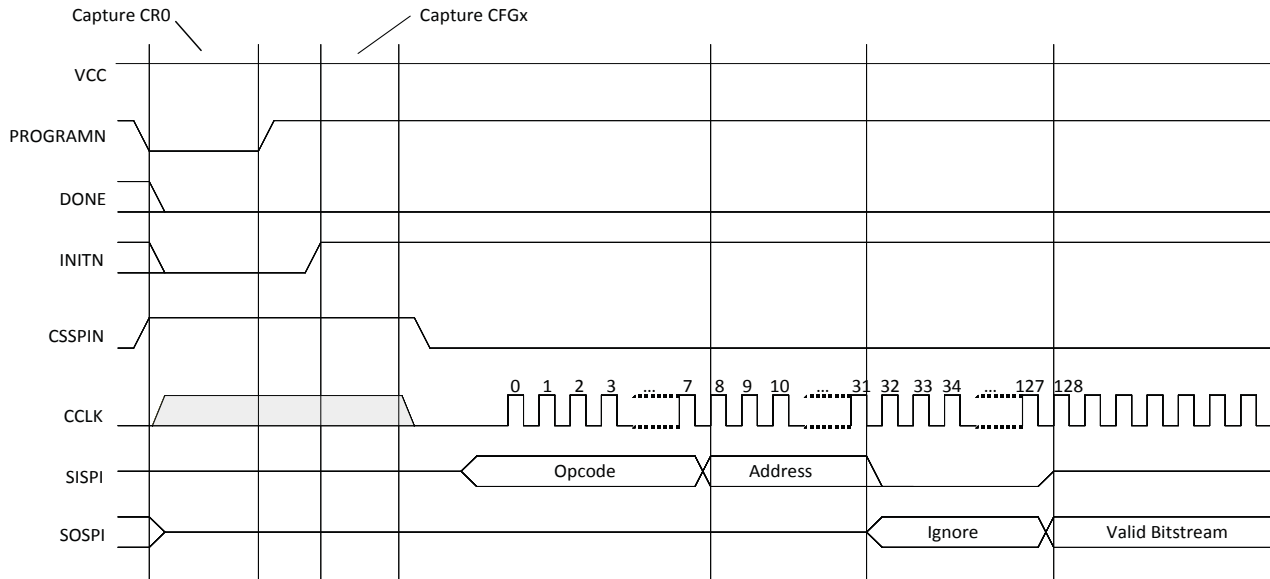 Capture CR0 Capture CFGx
VCC
PROGRAMN
DONE
INITN
CSSPIN
0 1 2 3 ... 7 8 9 10 ... 31 32 33 34 ... 127 128
CCLK
SISPI Opcode Address
SOSPI Ignore Valid Bitstream